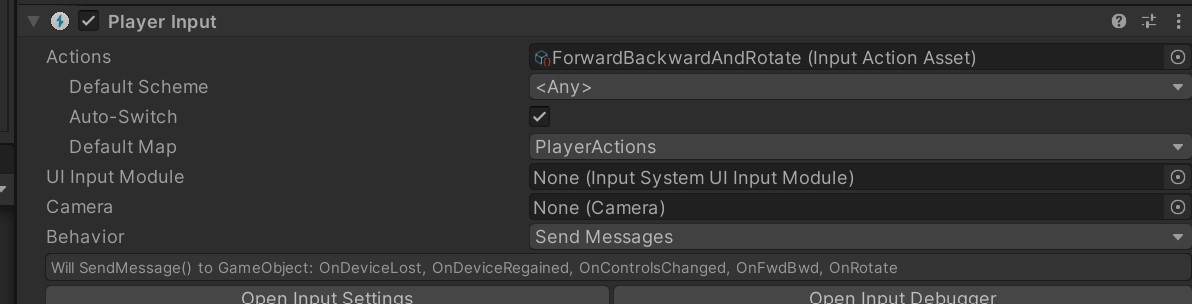 Player Input
Actions ForwardBackwardAndRotate (Input Action Asset)
Default Scheme <Any>
Auto-Switch
Default Map PlayerActions
UI Input Module None (Input System UI Input Module)
Camera None (Camera)
Behavior Send Messages
Will SendMessage() to GameObject: OnDeviceLost, OnDeviceRegained, OnControlsChanged, OnFwdBwd, OnRotate
Open Input Settings Open Input Debugger